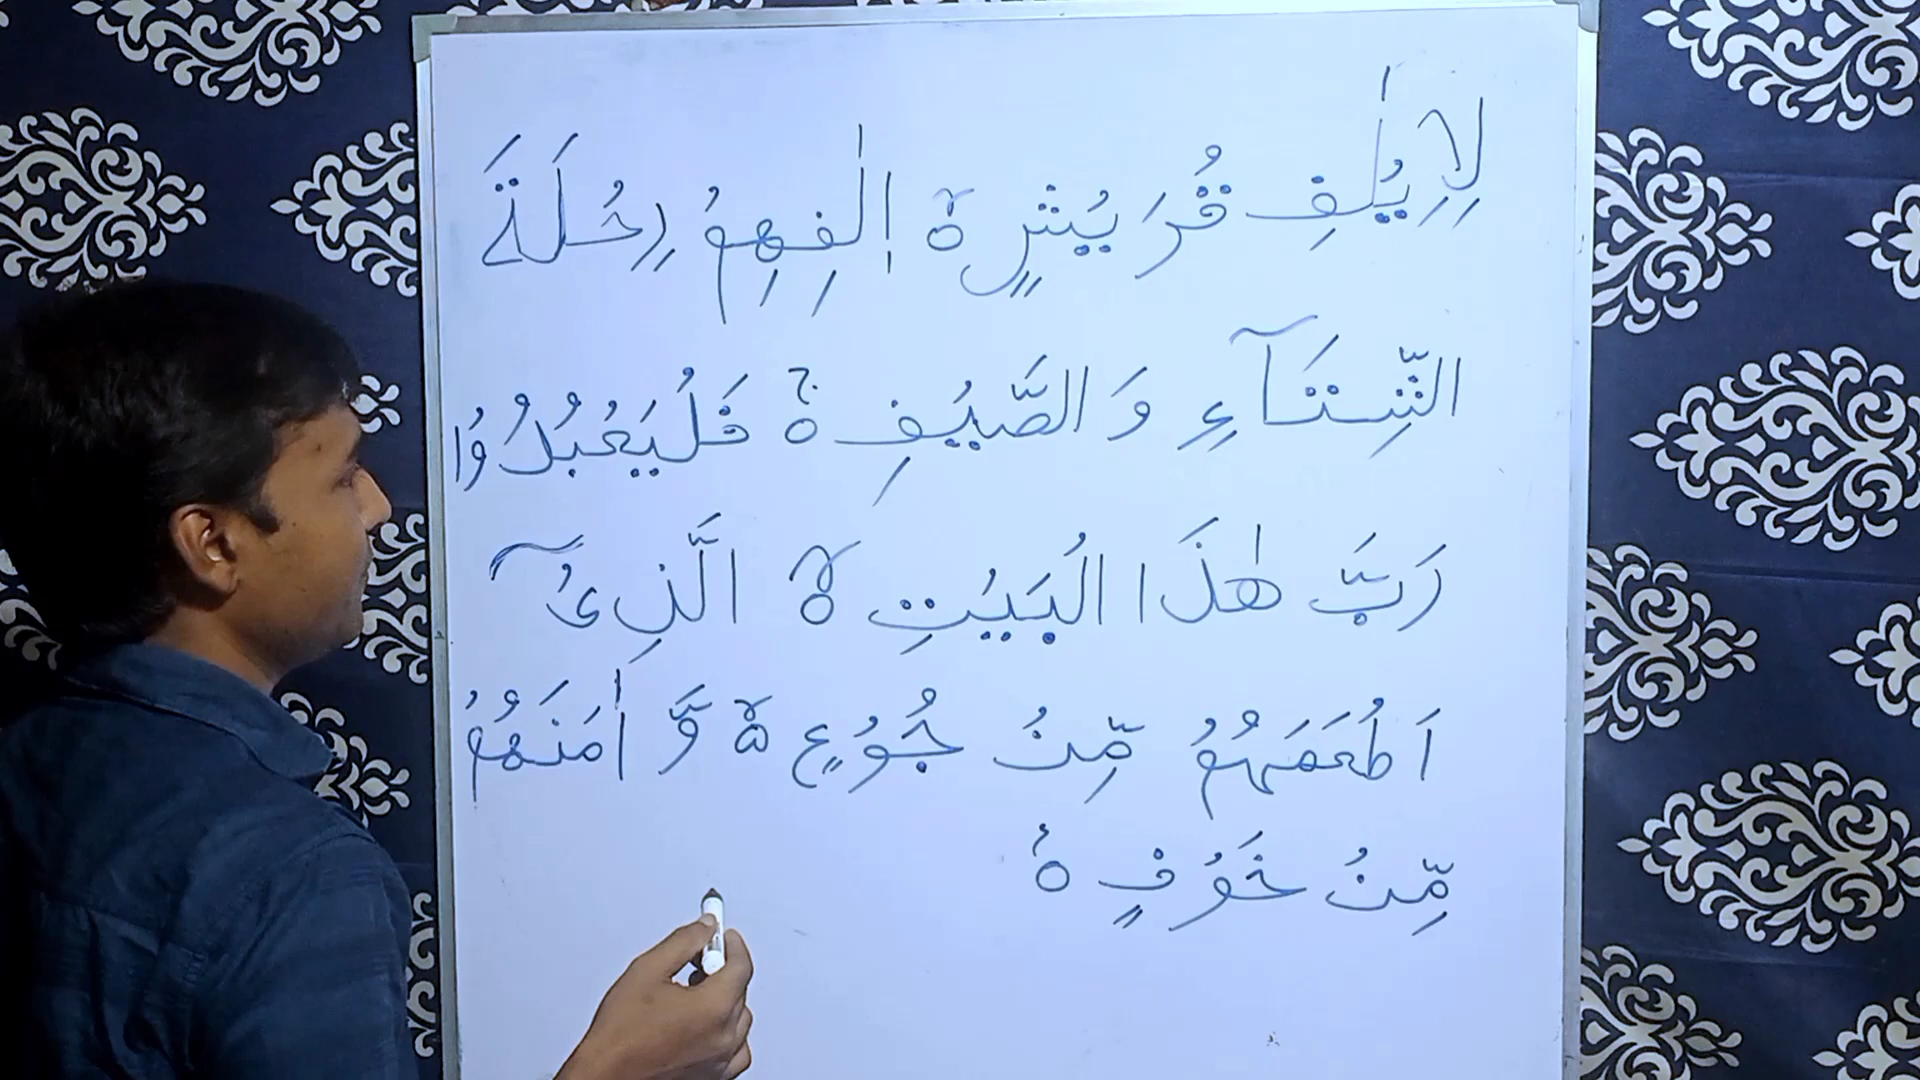 لِاِيْلٰفِ قُرَيْشٍ ۙ اٖلٰفِهِمْ رِحْلَةَ
الشِّتَآءِ وَالصَّيْفِ ۚ فَلْيَعْبُدُوْا
رَبَّ هٰذَا الْبَيْتِ ۙ الَّذِیْۤ
اَطْعَمَهُمْ مِّنْ جُوْعٍ ۙ وَّاٰمَنَهُمْ
مِّنْ خَوْفٍ ۠